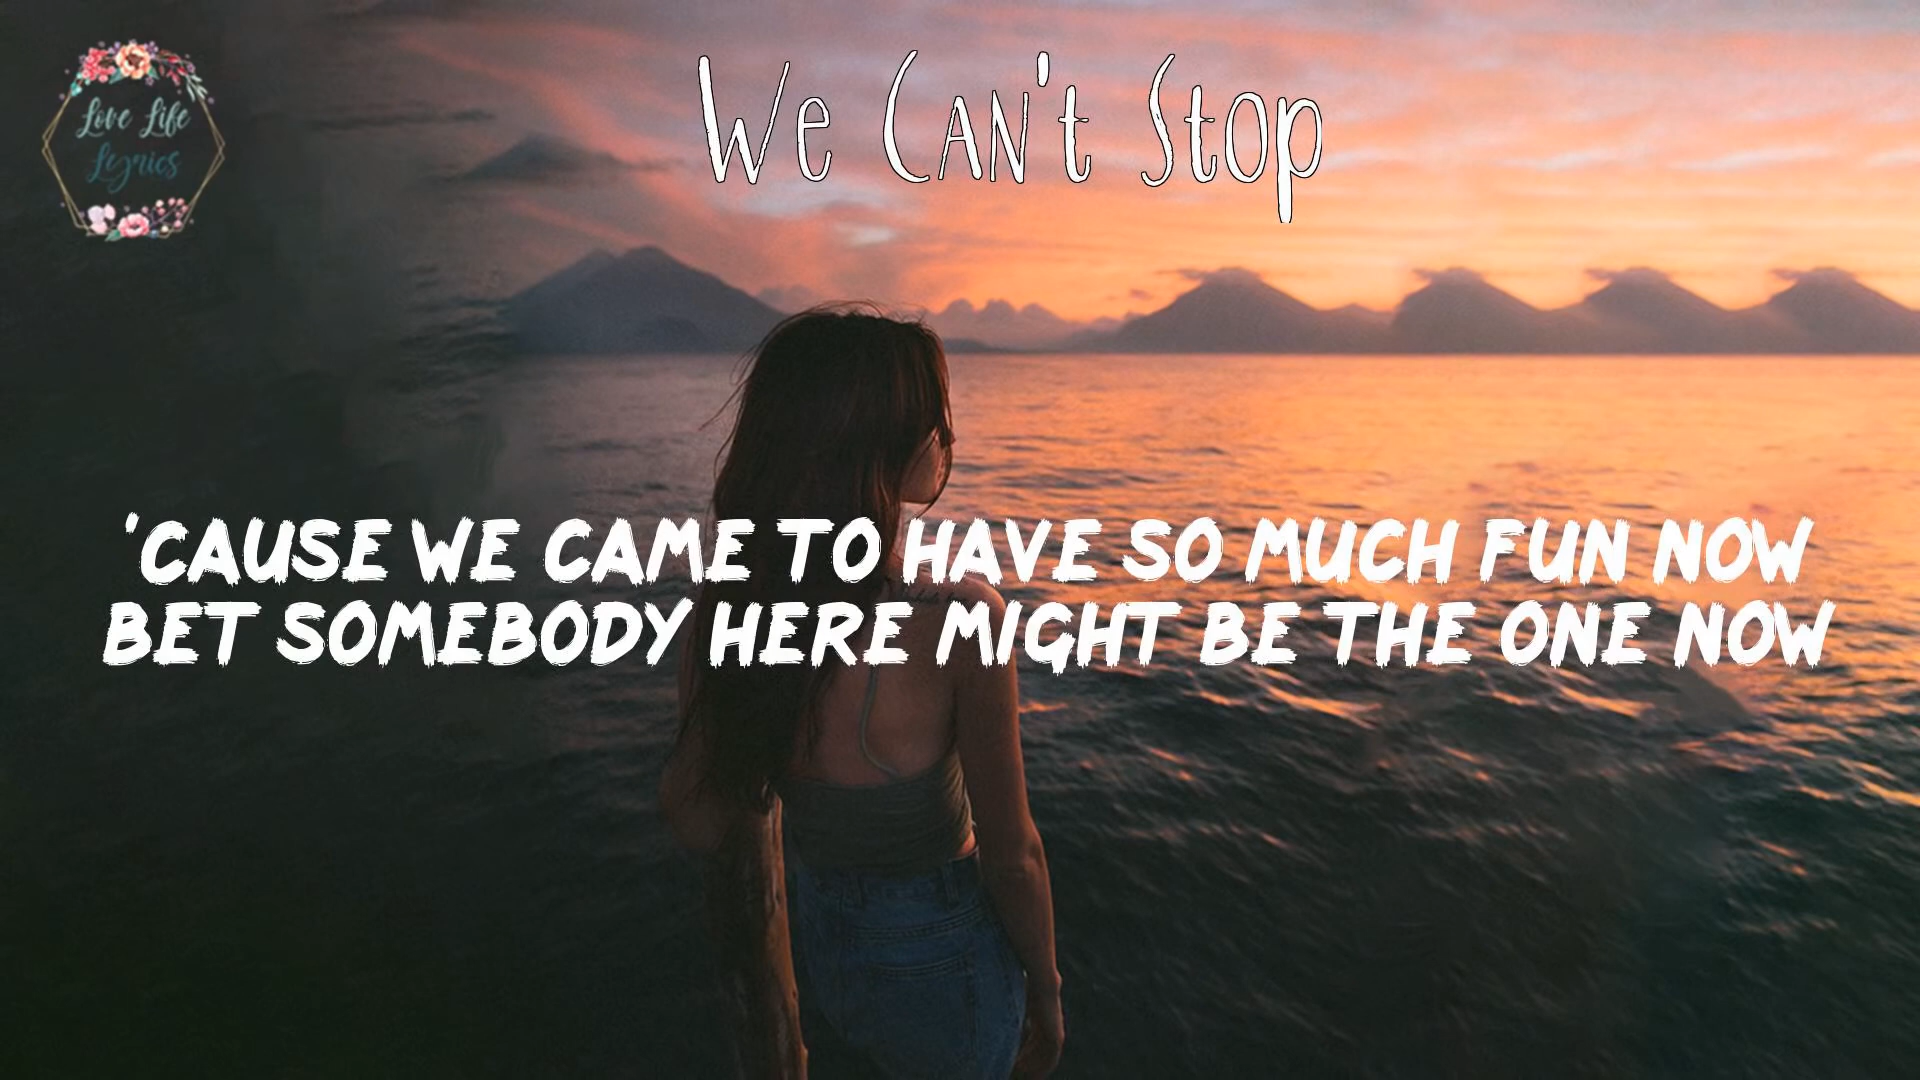 We Can't Stop
Love Life
Lyrics
'CAUSE WE CAME TO HAVE SO MUCH FUN NOW
BET SOMEBODY HERE MIGHT BE THE ONE NOW